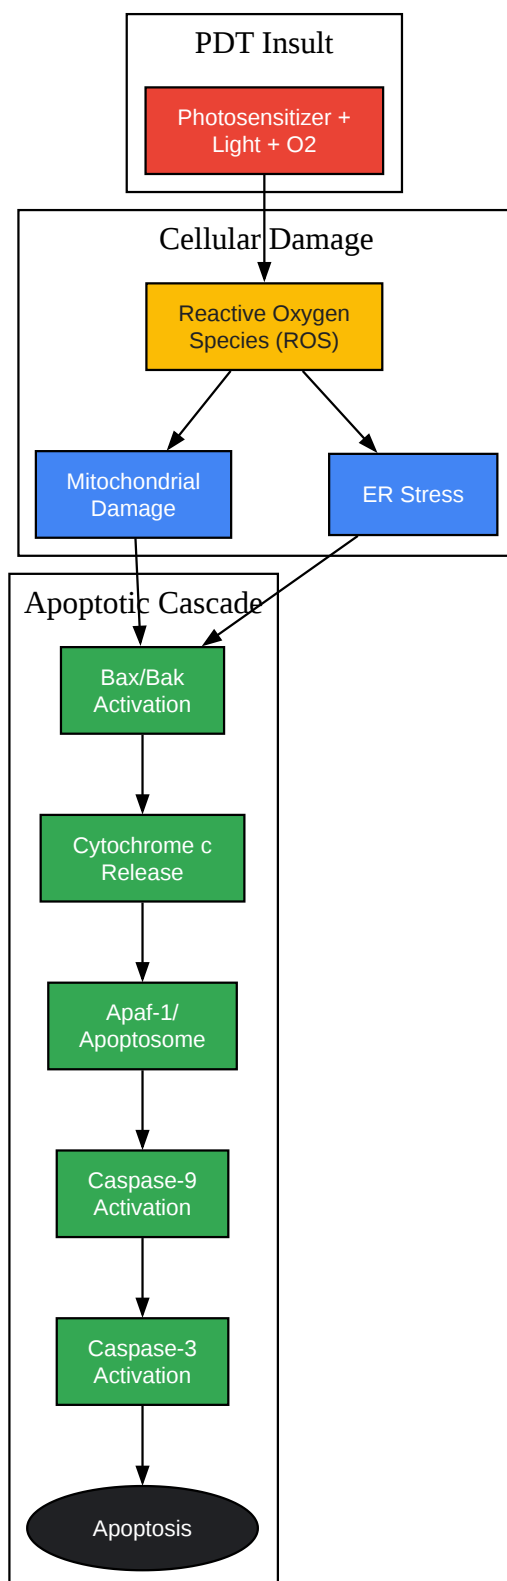 PDT Insult
Photosensitizer +
Light + O2
Cellular Damage
Reactive Oxygen
Species (ROS)
Mitochondrial
Damage
ER Stress
Apoptotic Cascade
Bax/Bak
Activation
Cytochrome c
Release
Apaf-1/
Apoptosome
Caspase-9
Activation
Caspase-3
Activation
Apoptosis